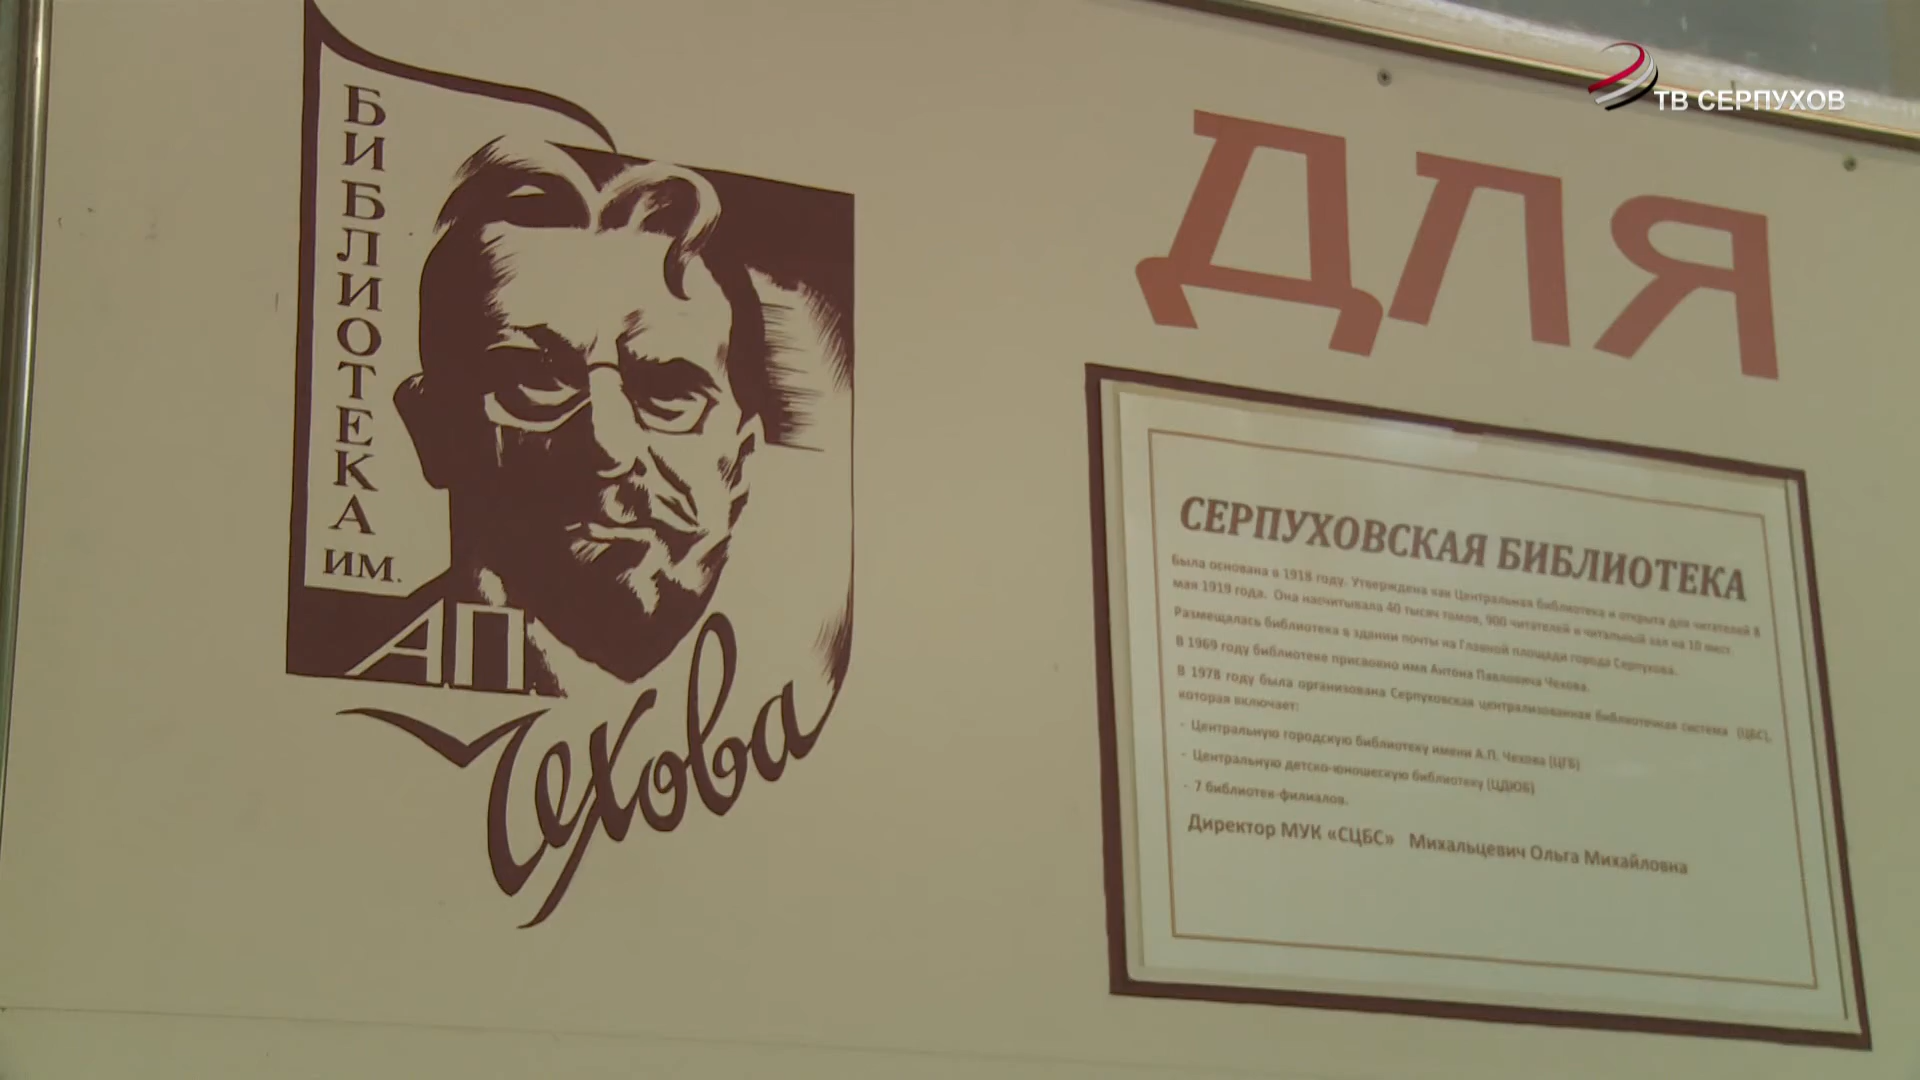 БИБЛИОТЕКА
ИМ.
А.П.
Чехова
ДЛЯ
ТВ СЕРПУХОВ
СЕРПУХОВСКАЯ БИБЛИОТЕКА
Была основана в 1918 году. Утверждена как Центральная библиотека и открыта для читателей 8
мая 1919 года. Она насчитывала 40 тысяч томов, 900 читателей и читальный зал на 10 мест.
Размещалась библиотека в здании почты на Главной площади города Серпухова.
В 1969 году библиотеке присвоено имя Антона Павловича Чехова.
В 1978 году была организована Серпуховская централизованная библиотечная система (ЦБС),
которая включает:
- Центральную городскую библиотеку имени А.П. Чехова (ЦГБ)
- Центральную детско-юношескую библиотеку (ЦДЮБ)
- 7 библиотек-филиалов.
Директор МУК «СЦБС» Михальцевич Ольга Михайловна